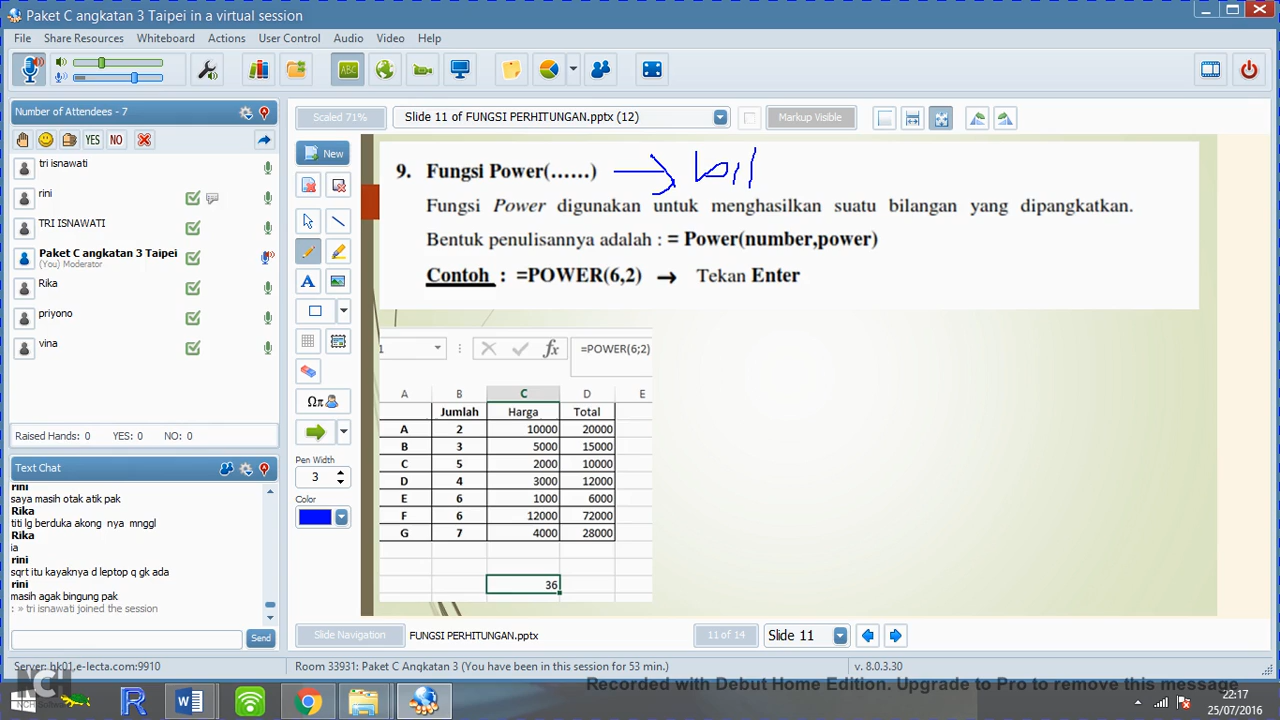 Paket C angkatan 3 Taipei in a virtual session
File Share Resources Whiteboard Actions User Control Audio Video Help
ABC
Number of Attendees - 7
YES NO
tri isnawati
rini
TRI ISNAWATI
Paket C angkatan 3 Taipei
(You) Moderator
Rika
priyono
vina
Raised Hands: 0 YES: 0 NO: 0
Text Chat
rini
saya masih otak atik pak
Rika
titi lg berduka akong nya mnggl
Rika
ia
rini
sqrt itu kayaknya d leptop q gk ada
rini
masih agak bingung pak
: » tri isnawati joined the session
Send
Scaled 71% Slide 11 of FUNGSI PERHITUNGAN.pptx (12) Markup Visible
New
A
Ωπ
Pen Width
3
Color
9. Fungsi Power(……) → bil
Fungsi Power digunakan untuk menghasilkan suatu bilangan yang dipangkatkan.
Bentuk penulisannya adalah : = Power(number,power)
Contoh : =POWER(6,2) → Tekan Enter
1 fx =POWER(6;2)
A B C D E
Jumlah Harga Total
A 2 10000 20000
B 3 5000 15000
C 5 2000 10000
D 4 3000 12000
E 6 1000 6000
F 6 12000 72000
G 7 4000 28000
36
Slide Navigation FUNGSI PERHITUNGAN.pptx 11 of 14 Slide 11
Server: bk01.e-lecta.com:9910 Room 33931: Paket C Angkatan 3 (You have been in this session for 53 min.) v. 8.0.3.30
Recorded with Debut Home Edition. Upgrade to Pro to remove this message
NCH
NCH Software
22:17
25/07/2016